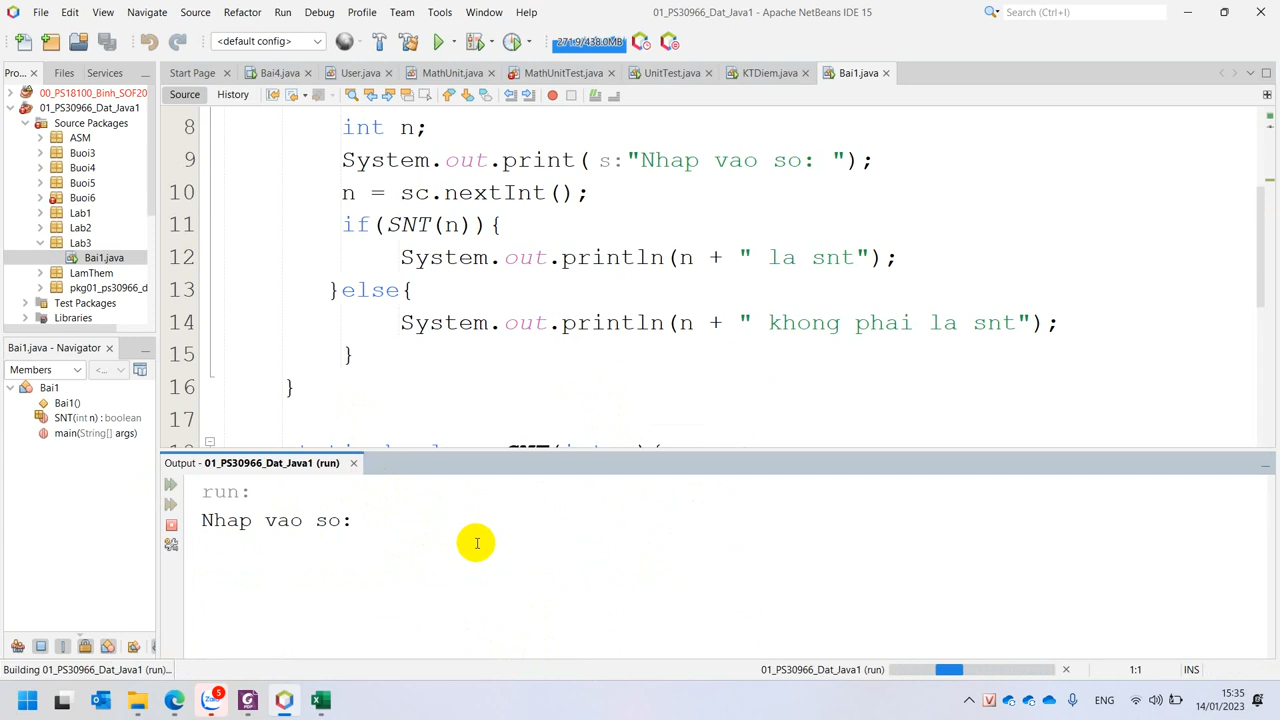 File Edit View Navigate Source Refactor Run Debug Profile Team Tools Window Help 01_PS30966_Dat_Java1 - Apache NetBeans IDE 15 Search (Ctrl+I)
<default config> 271.9/438.0MB
Pro... Files Services Start Page Bai4.java User.java MathUnit.java MathUnitTest.java UnitTest.java KTDiem.java Bai1.java
00_PS18100_Binh_SOF20 Source History
01_PS30966_Dat_Java1
Source Packages
ASM
Buoi3
Buoi4
Buoi5
Buoi6
Lab1
Lab2
Lab3
Bai1.java
LamThem
pkg01_ps30966_d
Test Packages
Libraries
8 int n;
9 System.out.print( s:"Nhap vao so: ");
10 n = sc.nextInt();
11 if(SNT(n)){
12 System.out.println(n + " la snt");
13 }else{
14 System.out.println(n + " khong phai la snt");
15 }
16 }
17
Bai1.java - Navigator
Members <...
Bai1
Bai1()
SNT(int n) : boolean
main(String[] args)
Output - 01_PS30966_Dat_Java1 (run)
run:
Nhap vao so:
Building 01_PS30966_Dat_Java1 (run)... 01_PS30966_Dat_Java1 (run) 1:1 INS
Zalo 5 ENG 15:35
14/01/2023